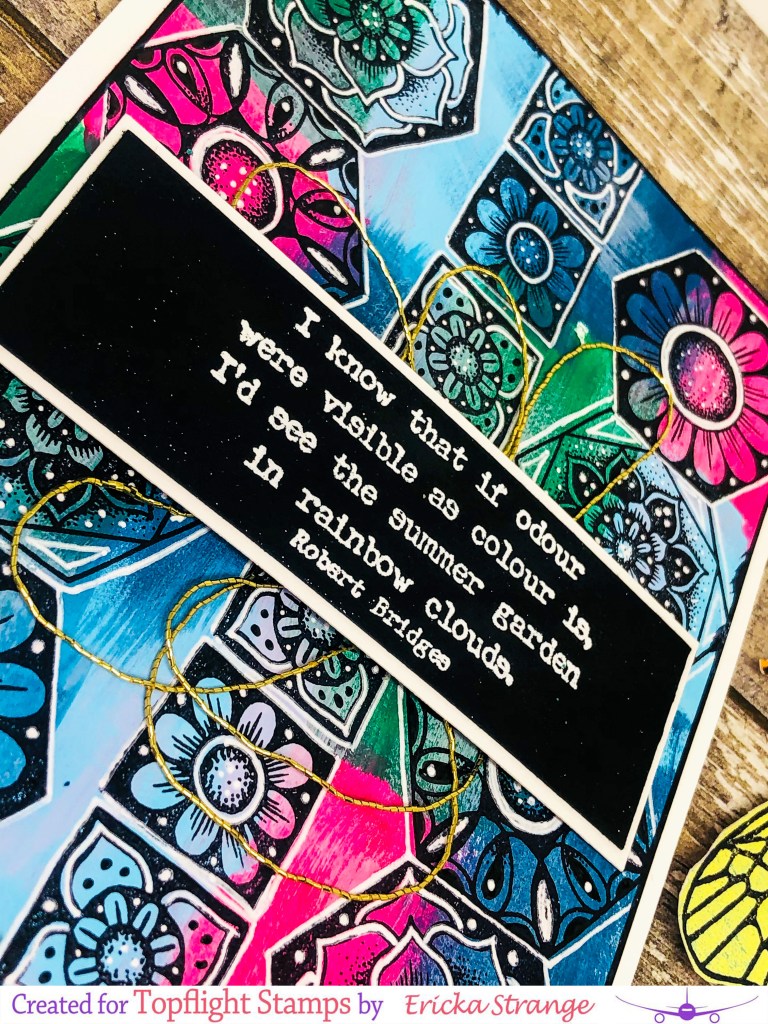 I know that if odour
were visible as colour is,
I'd see the summer garden
in rainbow clouds.
Robert Bridges
Created for Topflight Stamps by Ericka Strange